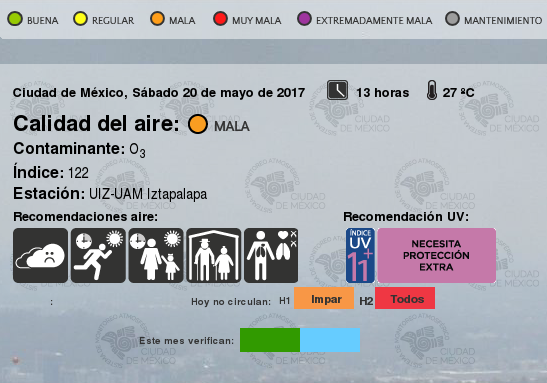 BUENA REGULAR MALA MUY MALA EXTREMADAMENTE MALA MANTENIMIENTO
Ciudad de México, Sábado 20 de mayo de 2017 13 horas 27 ºC
Calidad del aire: MALA
Contaminante: O3
Índice: 122
Estación: UIZ-UAM Iztapalapa
Recomendaciones aire: Recomendación UV:
ÍNDICE
UV
11+
NECESITA
PROTECCIÓN
EXTRA
: Hoy no circulan: H1 Impar H2 Todos
Este mes verifican:
CIUDAD
DE MÉXICO